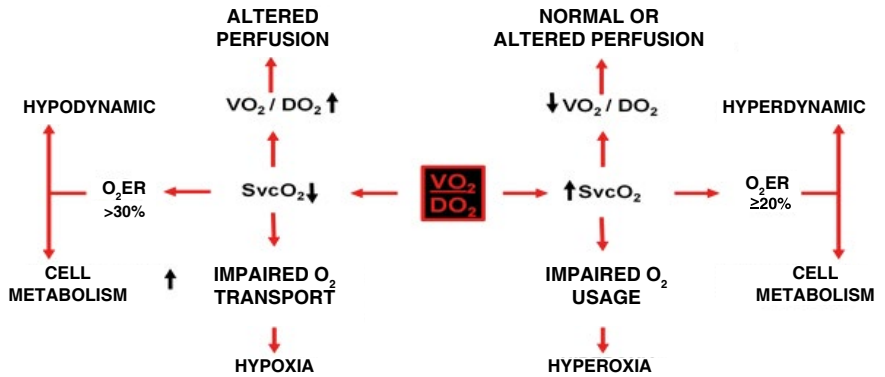 ALTERED
PERFUSION
NORMAL OR
ALTERED PERFUSION
HYPODYNAMIC
VO₂ / DO₂ ↑
↓ VO₂ / DO₂
HYPERDYNAMIC
O₂ER
>30%
SvcO₂↓
VO₂
DO₂
↑SvcO₂
O₂ER
≥20%
CELL
METABOLISM ↑
IMPAIRED O₂
TRANSPORT
IMPAIRED O₂
USAGE
CELL
METABOLISM
HYPOXIA
HYPEROXIA